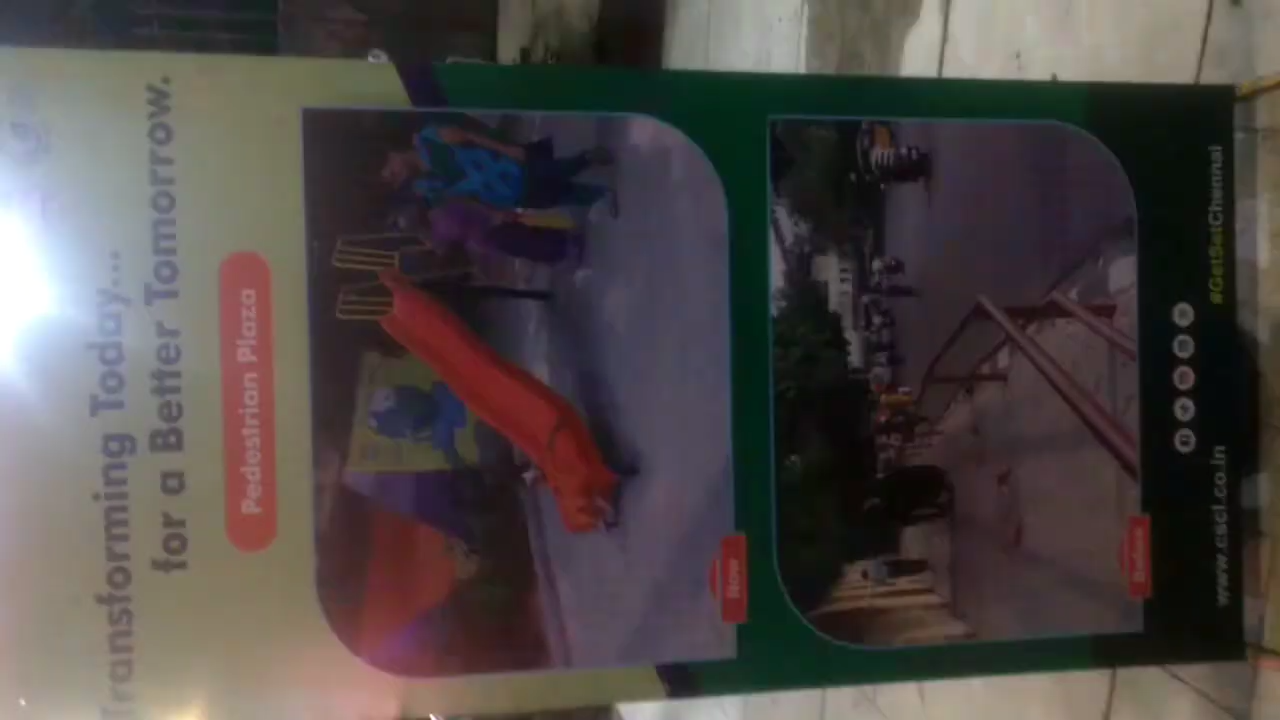 Transforming Today...
for a Better Tomorrow.
Pedestrian Plaza
Now
Before
www.cscl.co.in
#GetSetChennai